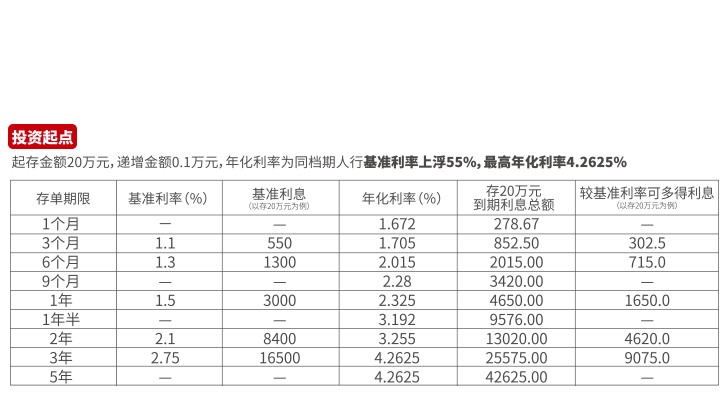 投资起点
起存金额20万元，递增金额0.1万元，年化利率为同档期人行基准利率上浮55%，最高年化利率4.2625%
存单期限 基准利率（%） 基准利息（以存20万元为例） 年化利率（%） 存20万元到期利息总额 较基准利率可多得利息（以存20万元为例）
1个月 — — 1.672 278.67 —
3个月 1.1 550 1.705 852.50 302.5
6个月 1.3 1300 2.015 2015.00 715.0
9个月 — — 2.28 3420.00 —
1年 1.5 3000 2.325 4650.00 1650.0
1年半 — — 3.192 9576.00 —
2年 2.1 8400 3.255 13020.00 4620.0
3年 2.75 16500 4.2625 25575.00 9075.0
5年 — — 4.2625 42625.00 —